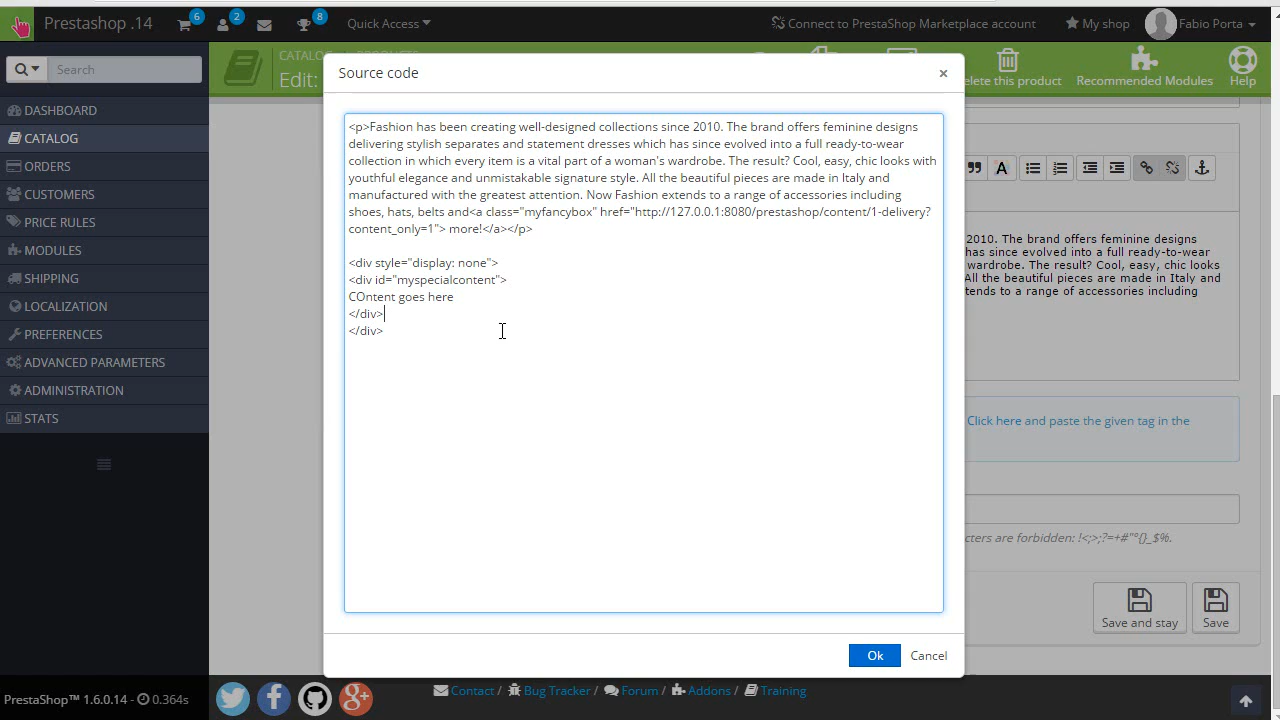 Prestashop .14
6
2
8
Quick Access
Connect to PrestaShop Marketplace account
My shop
Fabio Porta
Search
CATALOG
Edit:
elete this product
Recommended Modules
Help
DASHBOARD
CATALOG
ORDERS
CUSTOMERS
PRICE RULES
MODULES
SHIPPING
LOCALIZATION
PREFERENCES
ADVANCED PARAMETERS
ADMINISTRATION
STATS
Source code
×
<p>Fashion has been creating well-designed collections since 2010. The brand offers feminine designs
delivering stylish separates and statement dresses which has since evolved into a full ready-to-wear
collection in which every item is a vital part of a woman's wardrobe. The result? Cool, easy, chic looks with
youthful elegance and unmistakable signature style. All the beautiful pieces are made in Italy and
manufactured with the greatest attention. Now Fashion extends to a range of accessories including
shoes, hats, belts and<a class="myfancybox" href="http://127.0.0.1:8080/prestashop/content/1-delivery?
content_only=1"> more!</a></p>
<div style="display: none">
<div id="myspecialcontent">
COntent goes here
</div>
</div>
Ok
Cancel
2010. The brand offers feminine designs
has since evolved into a full ready-to-wear
wardrobe. The result? Cool, easy, chic looks
All the beautiful pieces are made in Italy and
tends to a range of accessories including
Click here and paste the given tag in the
cters are forbidden: !<;>;?=+#"°{}_$%.
Save and stay
Save
PrestaShop™ 1.6.0.14 - 0.364s
Contact / Bug Tracker / Forum / Addons / Training